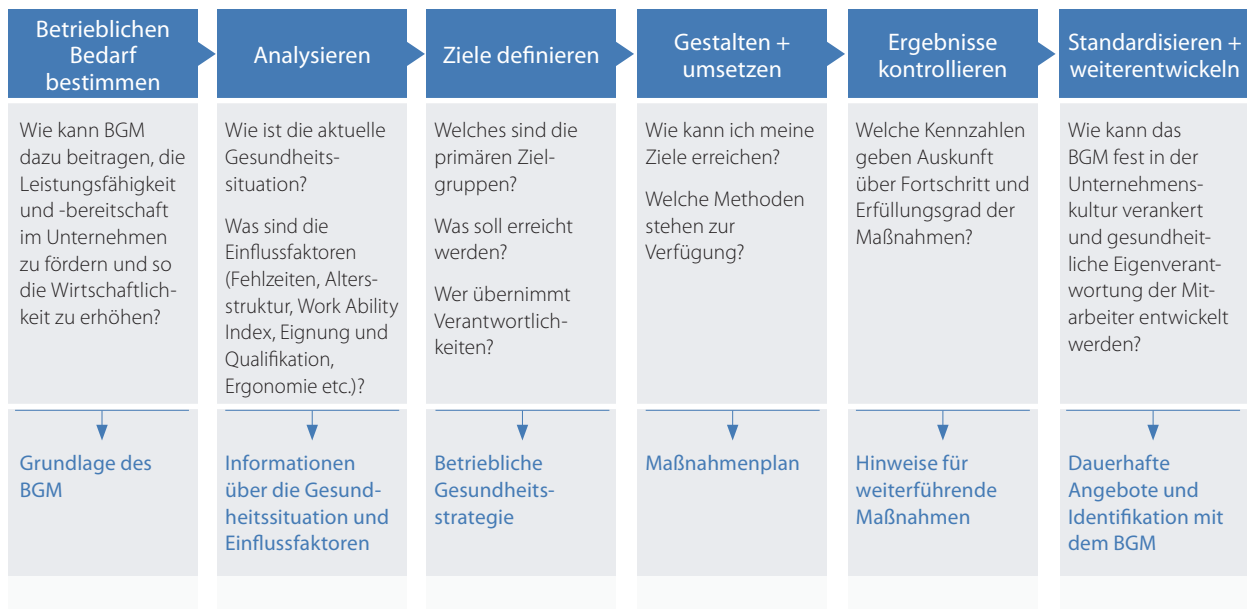 Betrieblichen
Bedarf
bestimmen
Analysieren
Ziele definieren
Gestalten +
umsetzen
Ergebnisse
kontrollieren
Standardisieren +
weiterentwickeln
Wie kann BGM
dazu beitragen, die
Leistungsfähigkeit
und -bereitschaft
im Unternehmen
zu fördern und so
die Wirtschaftlich-
keit zu erhöhen?
Wie ist die aktuelle
Gesundheits-
situation?
Was sind die
Einflussfaktoren
(Fehlzeiten, Alters-
struktur, Work Ability
Index, Eignung und
Qualifikation,
Ergonomie etc.)?
Welches sind die
primären Ziel-
gruppen?
Was soll erreicht
werden?
Wer übernimmt
Verantwortlich-
keiten?
Wie kann ich meine
Ziele erreichen?
Welche Methoden
stehen zur
Verfügung?
Welche Kennzahlen
geben Auskunft
über Fortschritt und
Erfüllungsgrad der
Maßnahmen?
Wie kann das
BGM fest in der
Unternehmens-
kultur verankert
und gesundheit-
liche Eigenverant-
wortung der Mit-
arbeiter entwickelt
werden?
Grundlage des
BGM
Informationen
über die Gesund-
heitssituation und
Einflussfaktoren
Betriebliche
Gesundheits-
strategie
Maßnahmenplan
Hinweise für
weiterführende
Maßnahmen
Dauerhafte
Angebote und
Identifikation mit
dem BGM